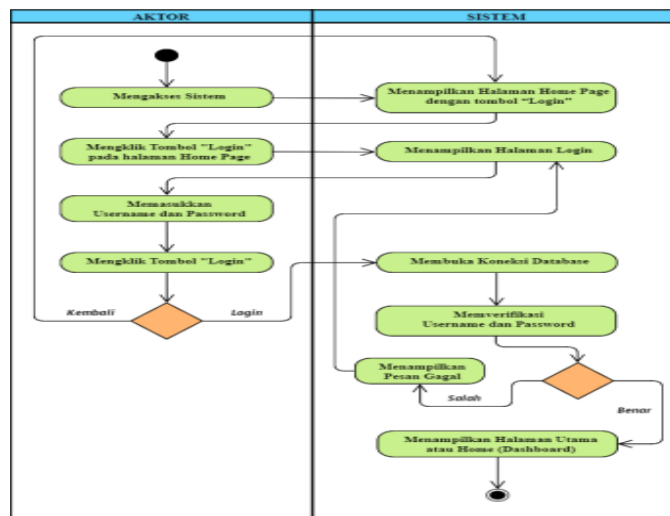 AKTOR
SISTEM
Mengakses Sistem
Menampilkan Halaman Home Page
dengan tombol “Login”
Mengklik Tombol "Login"
pada halaman Home Page
Menampilkan Halaman Login
Memasukkan
Username dan Password
Mengklik Tombol "Login"
Membuka Koneksi Database
Kembali
Login
Memverifikasi
Username dan Password
Menampilkan
Pesan Gagal
Salah
Benar
Menampilkan Halaman Utama
atau Home (Dashboard)